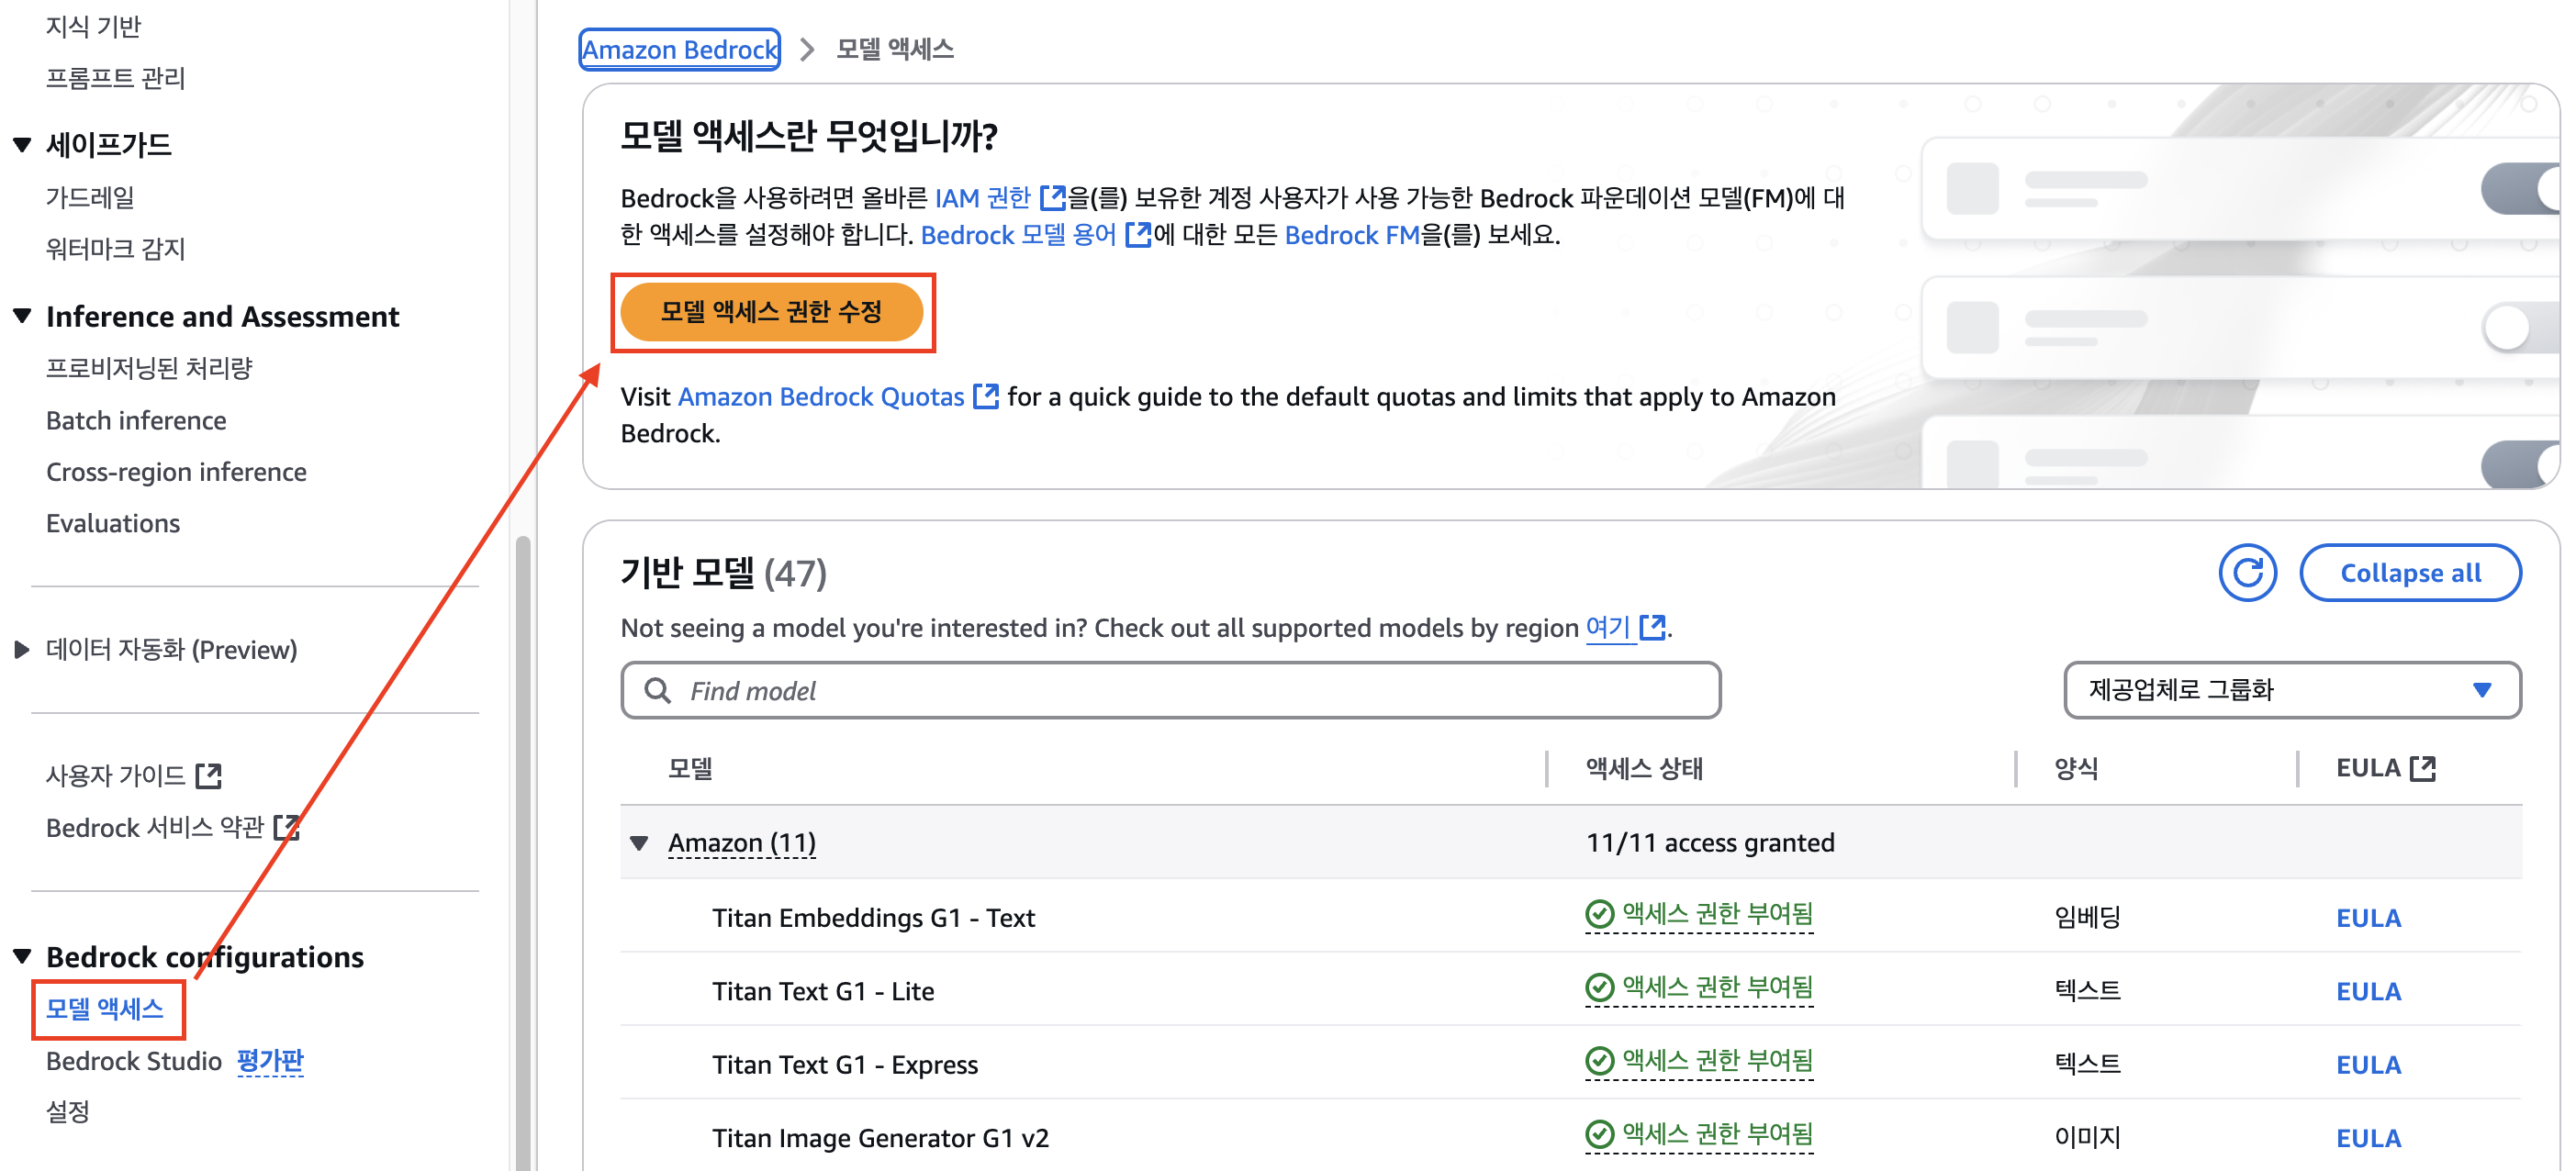 지식 기반
프롬프트 관리
세이프가드
가드레일
워터마크 감지
Inference and Assessment
프로비저닝된 처리량
Batch inference
Cross-region inference
Evaluations
데이터 자동화 (Preview)
사용자 가이드
Bedrock 서비스 약관
Bedrock configurations
모델 액세스
Bedrock Studio 평가판
설정
Amazon Bedrock > 모델 액세스
모델 액세스란 무엇입니까?
Bedrock을 사용하려면 올바른 IAM 권한 을(를) 보유한 계정 사용자가 사용 가능한 Bedrock 파운데이션 모델(FM)에 대
한 액세스를 설정해야 합니다. Bedrock 모델 용어 에 대한 모든 Bedrock FM을(를) 보세요.
모델 액세스 권한 수정
Visit Amazon Bedrock Quotas for a quick guide to the default quotas and limits that apply to Amazon
Bedrock.
기반 모델 (47)
Collapse all
Not seeing a model you're interested in? Check out all supported models by region 여기 .
Find model
제공업체로 그룹화
모델 액세스 상태 양식 EULA
Amazon (11) 11/11 access granted
Titan Embeddings G1 - Text 액세스 권한 부여됨 임베딩 EULA
Titan Text G1 - Lite 액세스 권한 부여됨 텍스트 EULA
Titan Text G1 - Express 액세스 권한 부여됨 텍스트 EULA
Titan Image Generator G1 v2 액세스 권한 부여됨 이미지 EULA